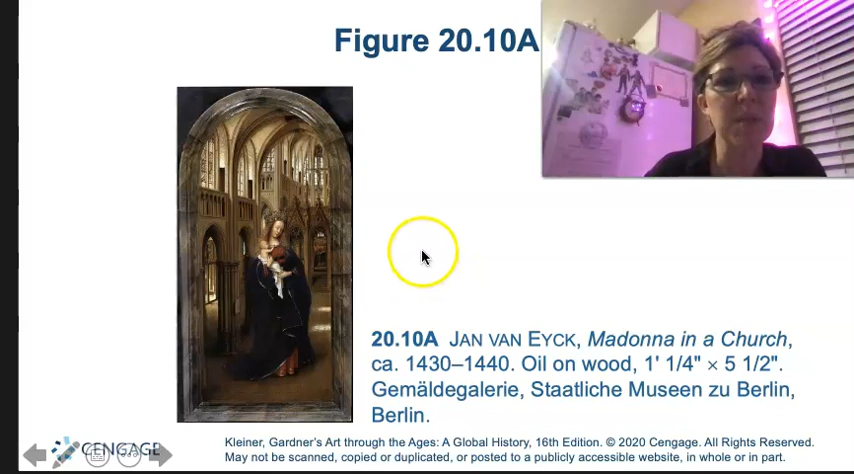 Figure 20.10A
20.10A JAN VAN EYCK, Madonna in a Church,
ca. 1430–1440. Oil on wood, 1' 1/4" × 5 1/2".
Gemäldegalerie, Staatliche Museen zu Berlin,
Berlin.
CENGAGE
Kleiner, Gardner's Art through the Ages: A Global History, 16th Edition. © 2020 Cengage. All Rights Reserved.
May not be scanned, copied or duplicated, or posted to a publicly accessible website, in whole or in part.